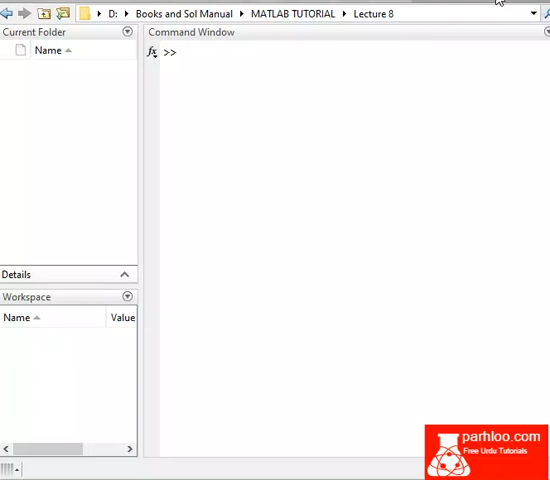 D: Books and Sol Manual MATLAB TUTORIAL Lecture 8
Current Folder
Name
Details
Workspace
Name Value
Command Window
fx >>
parhloo.com
Free Urdu Tutorials